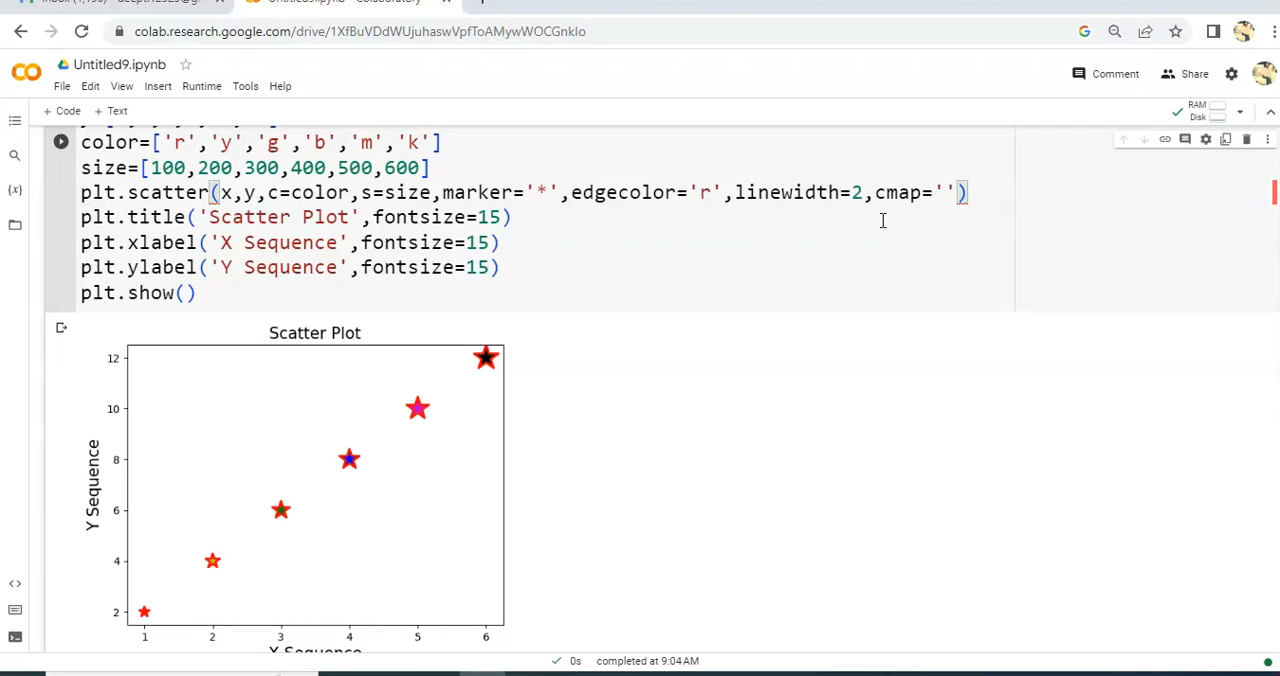 colab.research.google.com/drive/1XfBuVDdWUjuhaswVpfToAMywWOCGnkIo
Untitled9.ipynb
File Edit View Insert Runtime Tools Help
Comment
Share
+ Code + Text
RAM
Disk
color=['r','y','g','b','m','k']
size=[100,200,300,400,500,600]
plt.scatter(x,y,c=color,s=size,marker='*',edgecolor='r',linewidth=2,cmap='')
plt.title('Scatter Plot',fontsize=15)
plt.xlabel('X Sequence',fontsize=15)
plt.ylabel('Y Sequence',fontsize=15)
plt.show()
Scatter Plot
12
10
8
6
4
2
Y Sequence
1 2 3 4 5 6
X Sequence
0s completed at 9:04 AM